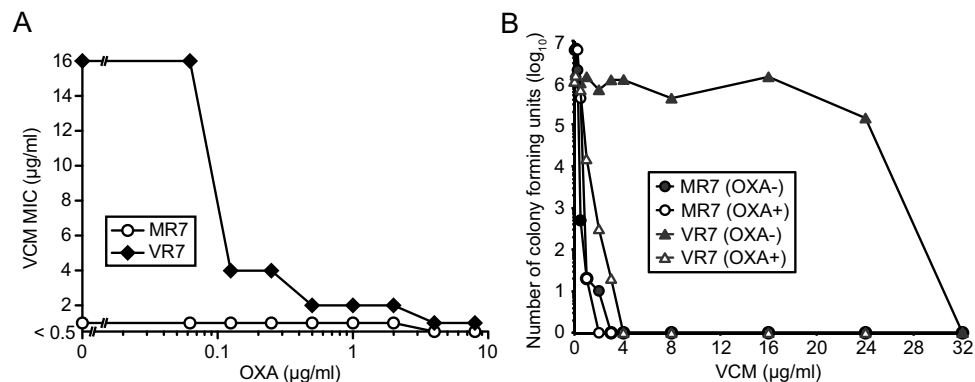 A
VCM MIC (µg/ml)
16
14
12
10
8
6
4
2
< 0.5
MR7
VR7
0
0.1
1
10
OXA (µg/ml)
B
Number of colony forming units (log10)
7
6
5
4
3
2
1
0
MR7 (OXA-)
MR7 (OXA+)
VR7 (OXA-)
VR7 (OXA+)
0 4 8 12 16 20 24 28 32
VCM (µg/ml)